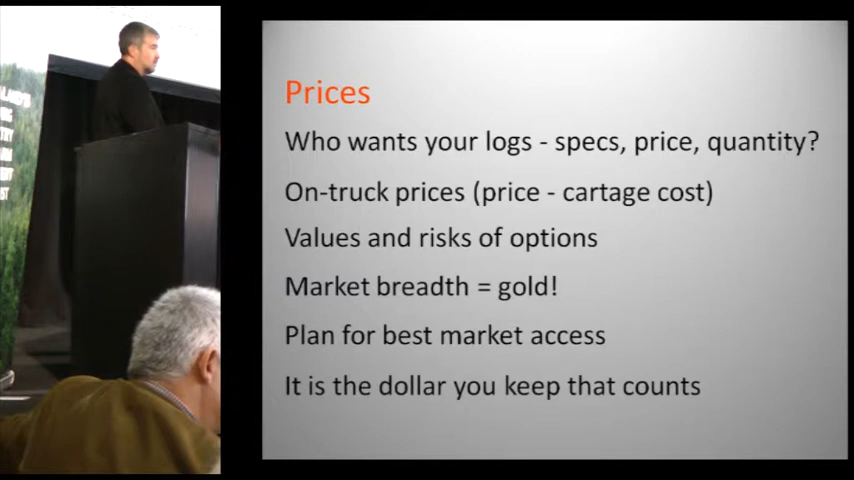 Prices
Who wants your logs - specs, price, quantity?
On-truck prices (price - cartage cost)
Values and risks of options
Market breadth = gold!
Plan for best market access
It is the dollar you keep that counts